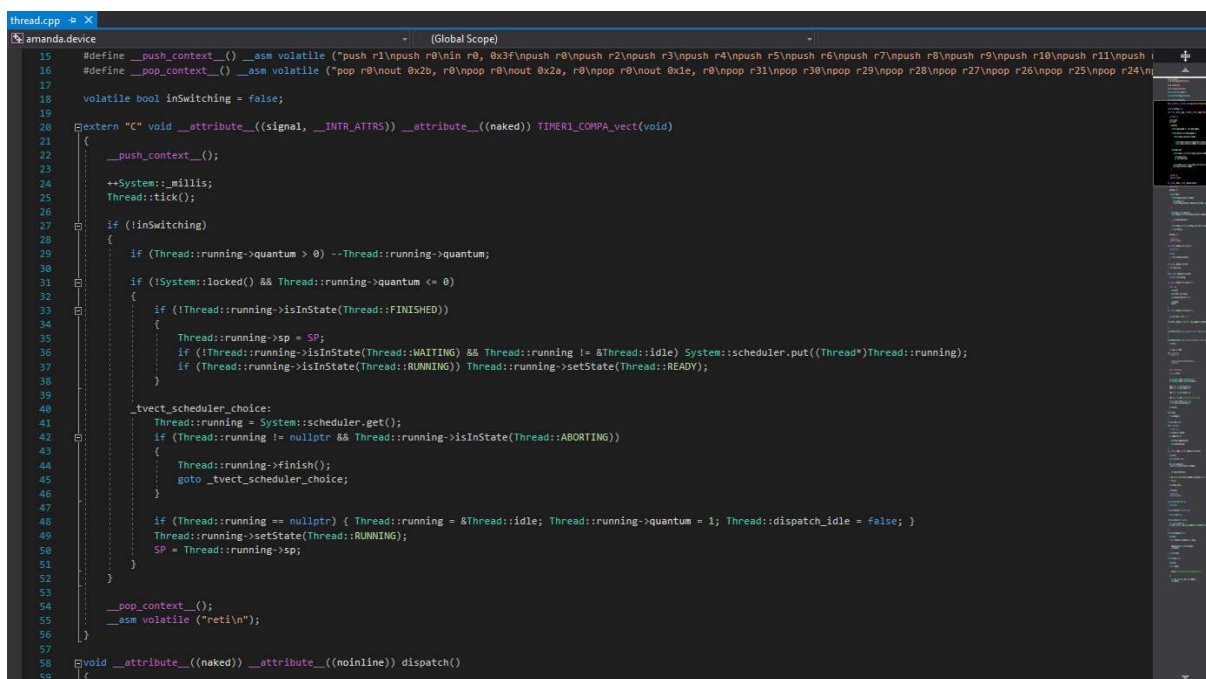 thread.cpp
amanda.device
(Global Scope)
15 #define __push_context__() __asm volatile ("push r1\npush r0\nin r0, 0x3f\npush r0\npush r2\npush r3\npush r4\npush r5\npush r6\npush r7\npush r8\npush r9\npush r10\npush r11\npush
16 #define __pop_context__() __asm volatile ("pop r0\nout 0x2b, r0\npop r0\nout 0x2a, r0\npop r0\nout 0x1e, r0\npop r31\npop r30\npop r29\npop r28\npop r27\npop r26\npop r25\npop r24\n
17
18 volatile bool inSwitching = false;
19
20 extern "C" void __attribute__((signal, __INTR_ATTRS)) __attribute__((naked)) TIMER1_COMPA_vect(void)
21 {
22 __push_context__();
23
24 ++System::_millis;
25 Thread::tick();
26
27 if (!inSwitching)
28 {
29 if (Thread::running->quantum > 0) --Thread::running->quantum;
30
31 if (!System::locked() && Thread::running->quantum <= 0)
32 {
33 if (!Thread::running->isInState(Thread::FINISHED))
34 {
35 Thread::running->sp = SP;
36 if (!Thread::running->isInState(Thread::WAITING) && Thread::running != &Thread::idle) System::scheduler.put((Thread*)Thread::running);
37 if (Thread::running->isInState(Thread::RUNNING)) Thread::running->setState(Thread::READY);
38 }
39
40 _tvect_scheduler_choice:
41 Thread::running = System::scheduler.get();
42 if (Thread::running != nullptr && Thread::running->isInState(Thread::ABORTING))
43 {
44 Thread::running->finish();
45 goto _tvect_scheduler_choice;
46 }
47
48 if (Thread::running == nullptr) { Thread::running = &Thread::idle; Thread::running->quantum = 1; Thread::dispatch_idle = false; }
49 Thread::running->setState(Thread::RUNNING);
50 SP = Thread::running->sp;
51 }
52 }
53
54 __pop_context__();
55 __asm volatile ("reti\n");
56 }
57
58 void __attribute__((naked)) __attribute__((noinline)) dispatch()
59 {